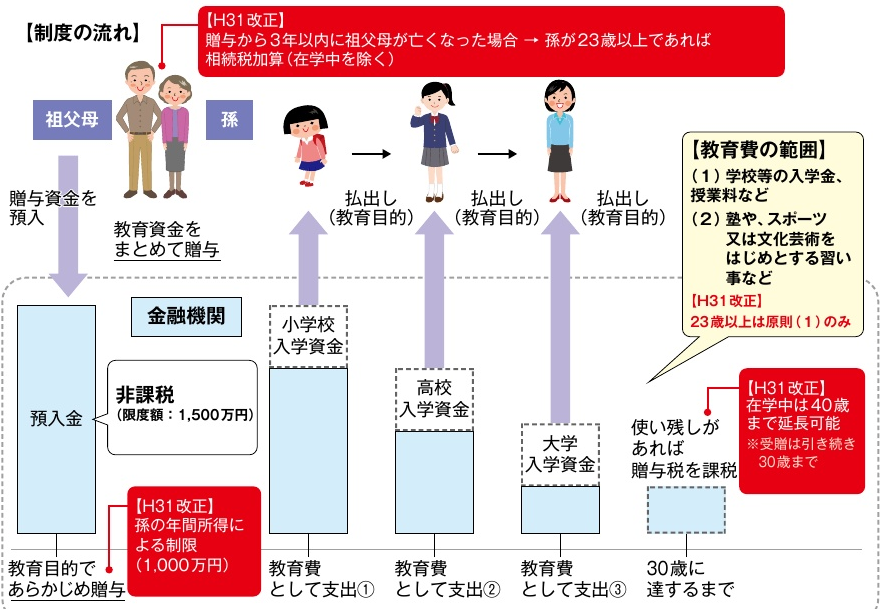 【制度の流れ】
【H31改正】
贈与から3年以内に祖父母が亡くなった場合 → 孫が23歳以上であれば
相続税加算(在学中を除く)
祖父母
孫
贈与資金を
預入
教育資金を
まとめて贈与
払出し
(教育目的)
払出し
(教育目的)
払出し
(教育目的)
【教育費の範囲】
(1)学校等の入学金、
授業料など
(2)塾や、スポーツ
又は文化芸術を
はじめとする習い
事など
【H31改正】
23歳以上は原則(1)のみ
金融機関
預入金
非課税
(限度額：1,500万円)
小学校
入学資金
高校
入学資金
大学
入学資金
使い残しが
あれば
贈与税を課税
【H31改正】
在学中は40歳
まで延長可能
※受贈は引き続き
30歳まで
【H31改正】
孫の年間所得に
よる制限
(1,000万円)
教育目的で
あらかじめ贈与
教育費
として支出①
教育費
として支出②
教育費
として支出③
30歳に
達するまで